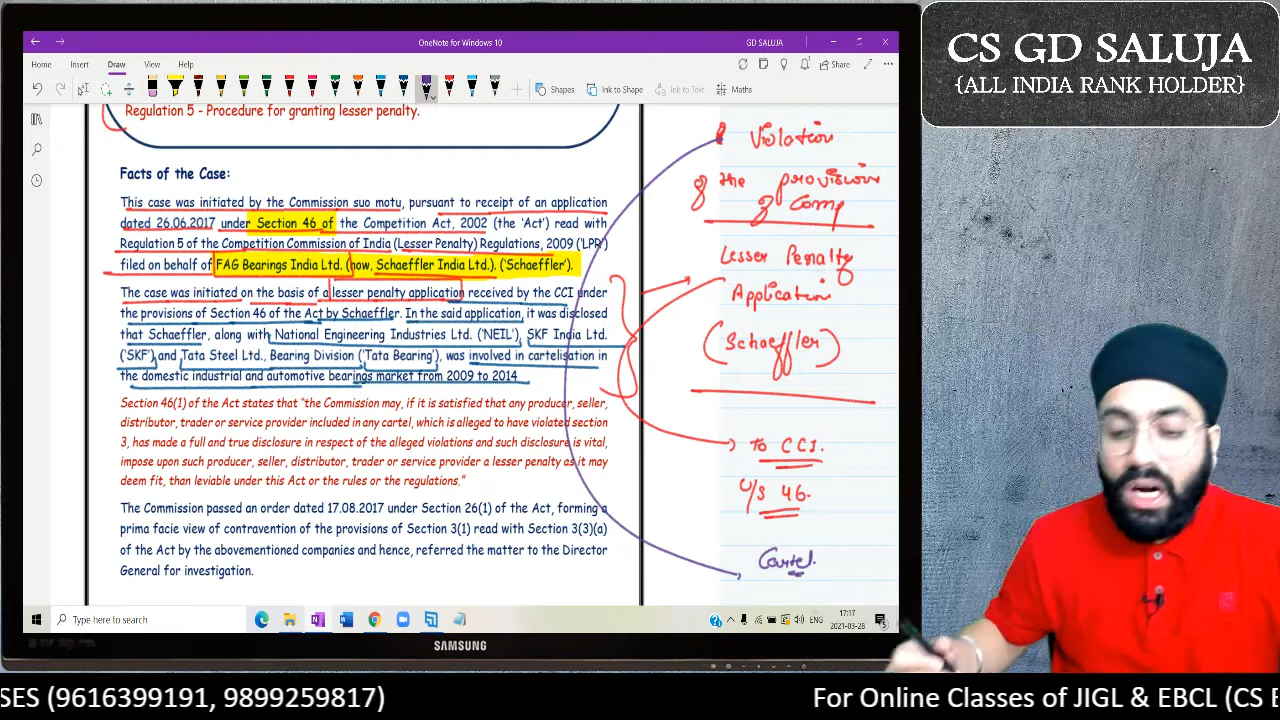 OneNote for Windows 10
GD SALUJA
Home Insert Draw View Help
Share
Shapes
Ink to Shape
Ink to Text
Maths
Regulation 5 - Procedure for granting lesser penalty.
Facts of the Case:
This case was initiated by the Commission suo motu, pursuant to receipt of an application
dated 26.06.2017 under Section 46 of the Competition Act, 2002 (the 'Act') read with
Regulation 5 of the Competition Commission of India (Lesser Penalty) Regulations, 2009 ('LPR')
filed on behalf of FAG Bearings India Ltd. (now, Schaeffler India Ltd.). ('Schaeffler').
The case was initiated on the basis of a lesser penalty application received by the CCI under
the provisions of Section 46 of the Act by Schaeffler. In the said application, it was disclosed
that Schaeffler, along with National Engineering Industries Ltd. ('NEIL'), SKF India Ltd.
('SKF') and Tata Steel Ltd., Bearing Division ('Tata Bearing'), was involved in cartelisation in
the domestic industrial and automotive bearings market from 2009 to 2014
Section 46(1) of the Act states that "the Commission may, if it is satisfied that any producer, seller,
distributor, trader or service provider included in any cartel, which is alleged to have violated section
3, has made a full and true disclosure in respect of the alleged violations and such disclosure is vital,
impose upon such producer, seller, distributor, trader or service provider a lesser penalty as it may
deem fit, than leviable under this Act or the rules or the regulations."
The Commission passed an order dated 17.08.2017 under Section 26(1) of the Act, forming a
prima facie view of contravention of the provisions of Section 3(1) read with Section 3(3)(a)
of the Act by the abovementioned companies and hence, referred the matter to the Director
General for investigation.
Violation
of the provision
of Comp
Lesser Penalty
Application
(Schaeffler)
To CCI.
U/S 46.
Cartel.
Type here to search
ENG
17:17
2021-03-28
SAMSUNG
CS GD SALUJA
{ALL INDIA RANK HOLDER}
SSES (9616399191, 9899259817)
For Online Classes of JIGL & EBCL (CS E